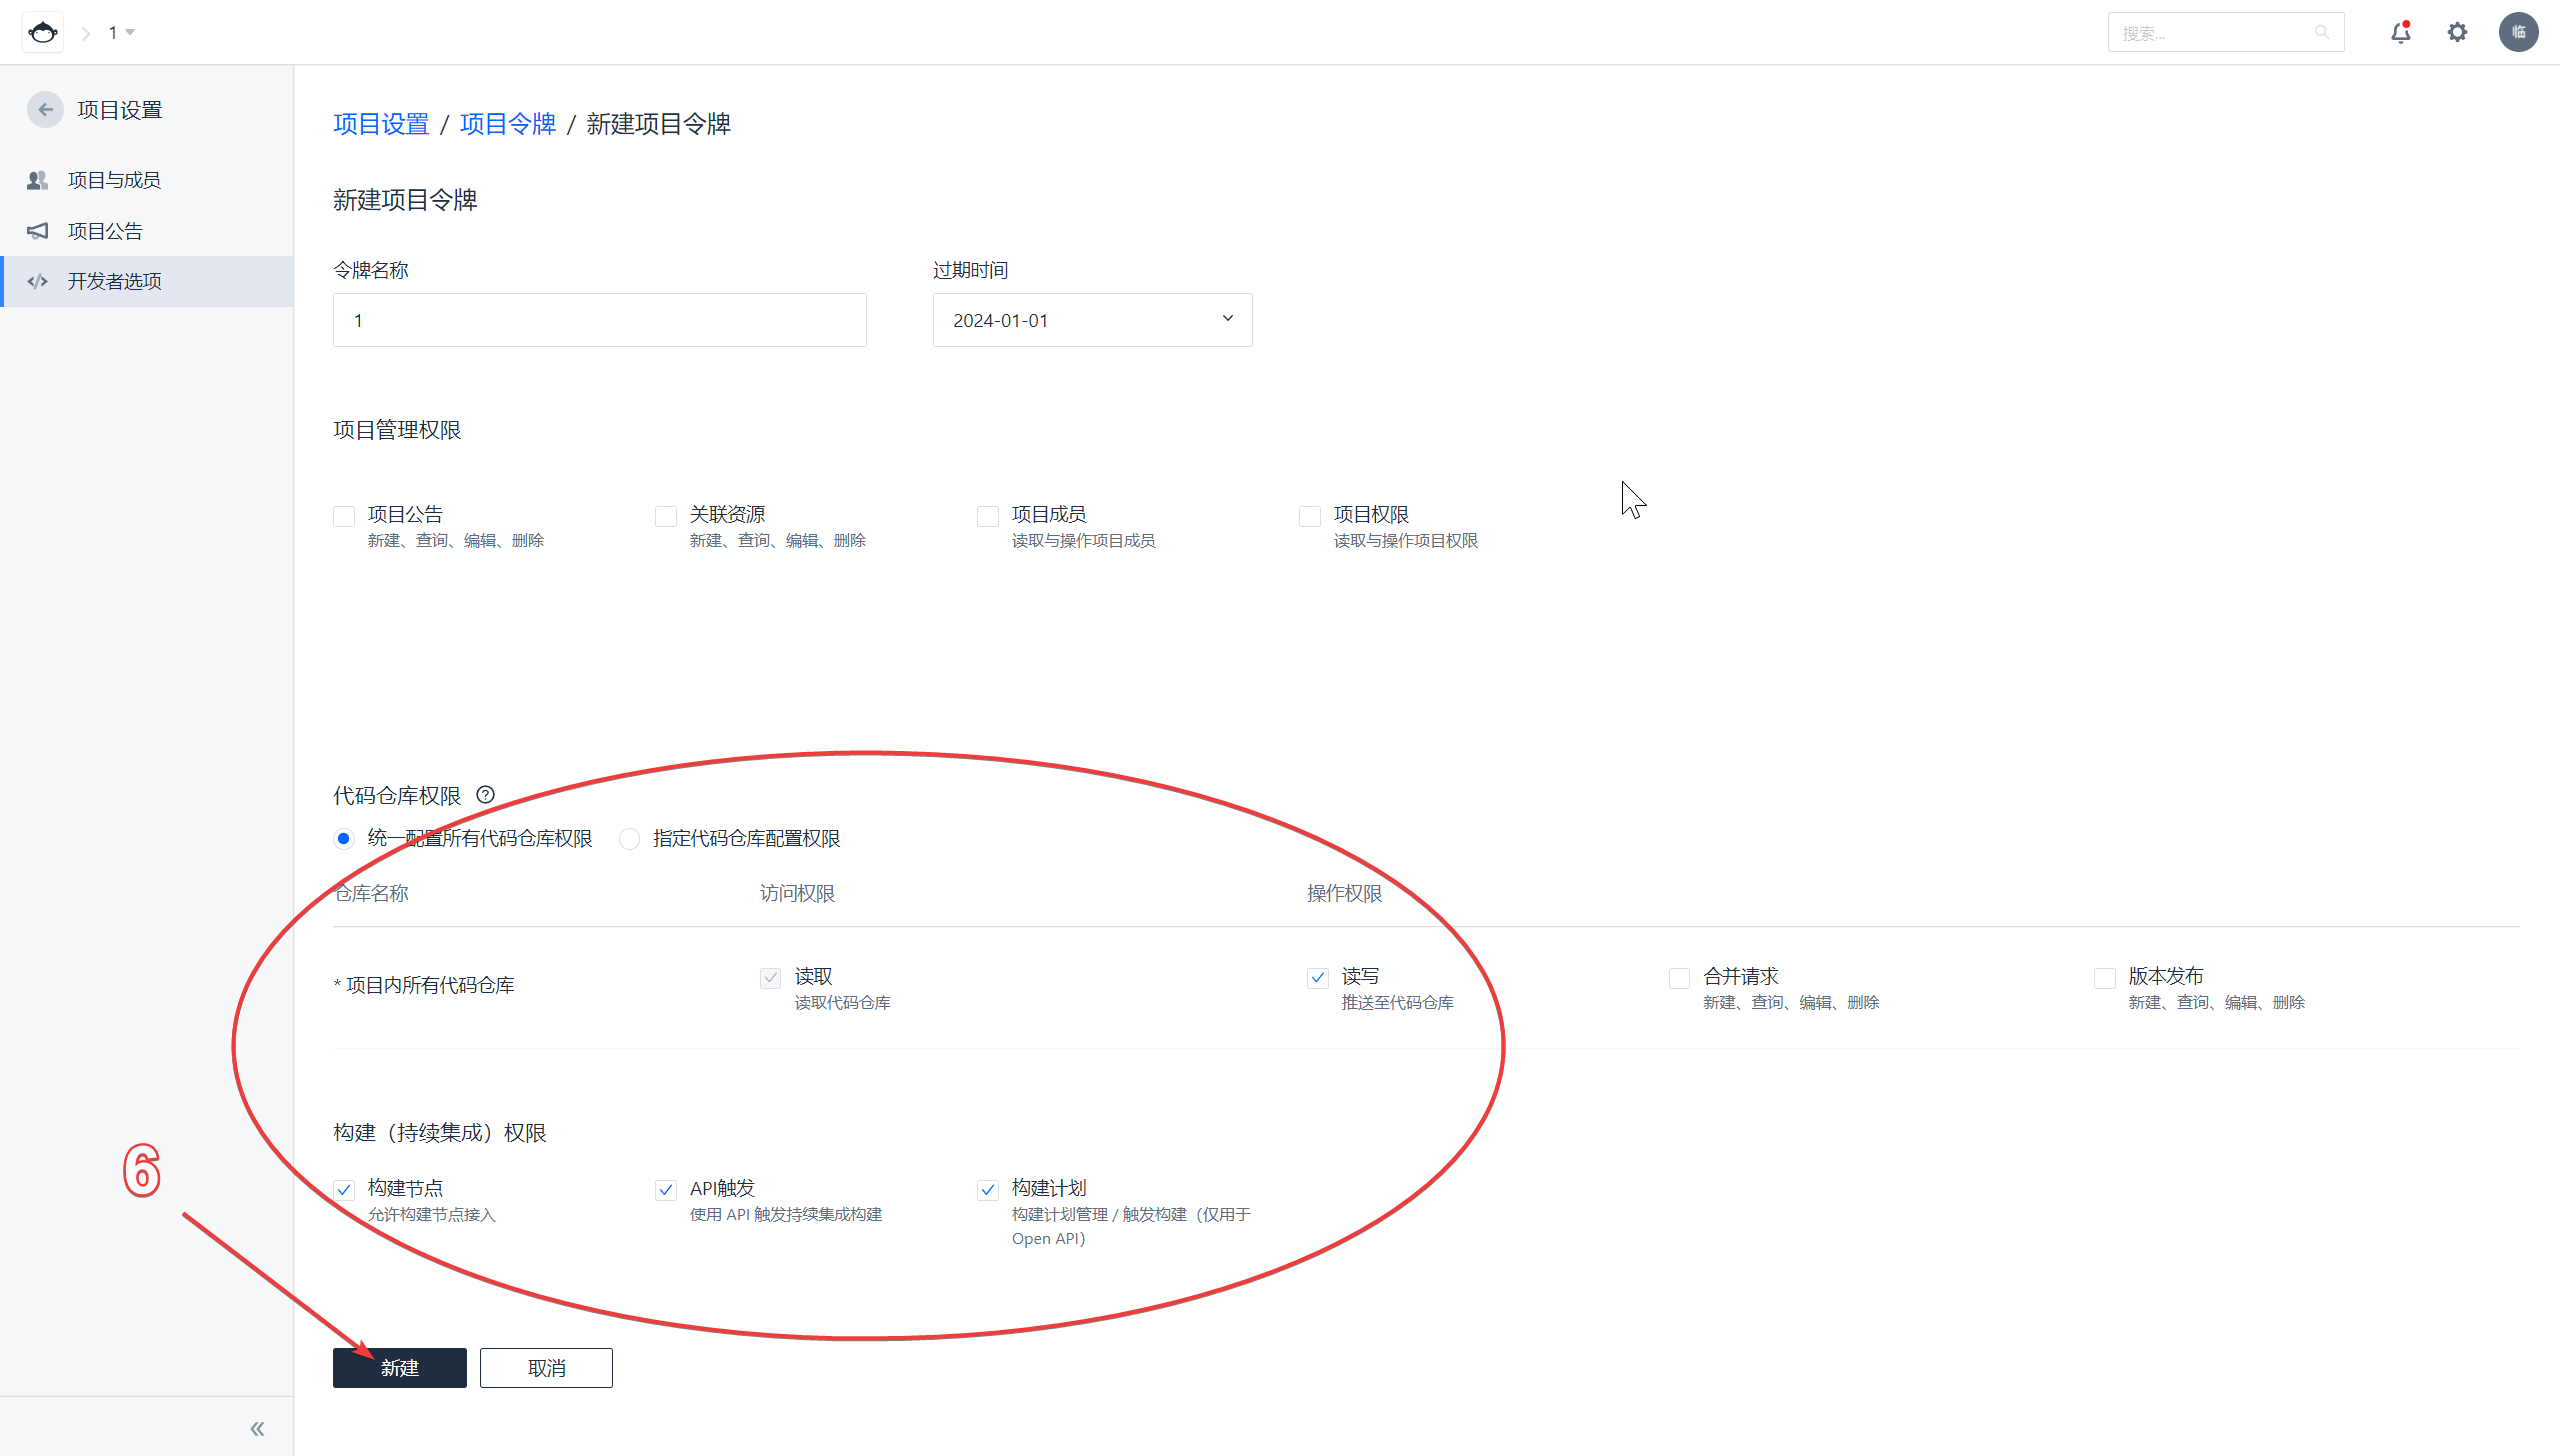 1
搜索...
临
项目设置
项目与成员
项目公告
开发者选项
项目设置 / 项目令牌 / 新建项目令牌
新建项目令牌
令牌名称
过期时间
1
2024-01-01
项目管理权限
项目公告
新建、查询、编辑、删除
关联资源
新建、查询、编辑、删除
项目成员
读取与操作项目成员
项目权限
读取与操作项目权限
代码仓库权限
统一配置所有代码仓库权限
指定代码仓库配置权限
仓库名称
访问权限
操作权限
* 项目内所有代码仓库
读取
读取代码仓库
读写
推送至代码仓库
合并请求
新建、查询、编辑、删除
版本发布
新建、查询、编辑、删除
构建（持续集成）权限
构建节点
允许构建节点接入
API触发
使用 API 触发持续集成构建
构建计划
构建计划管理 / 触发构建（仅用于
Open API）
6
新建
取消